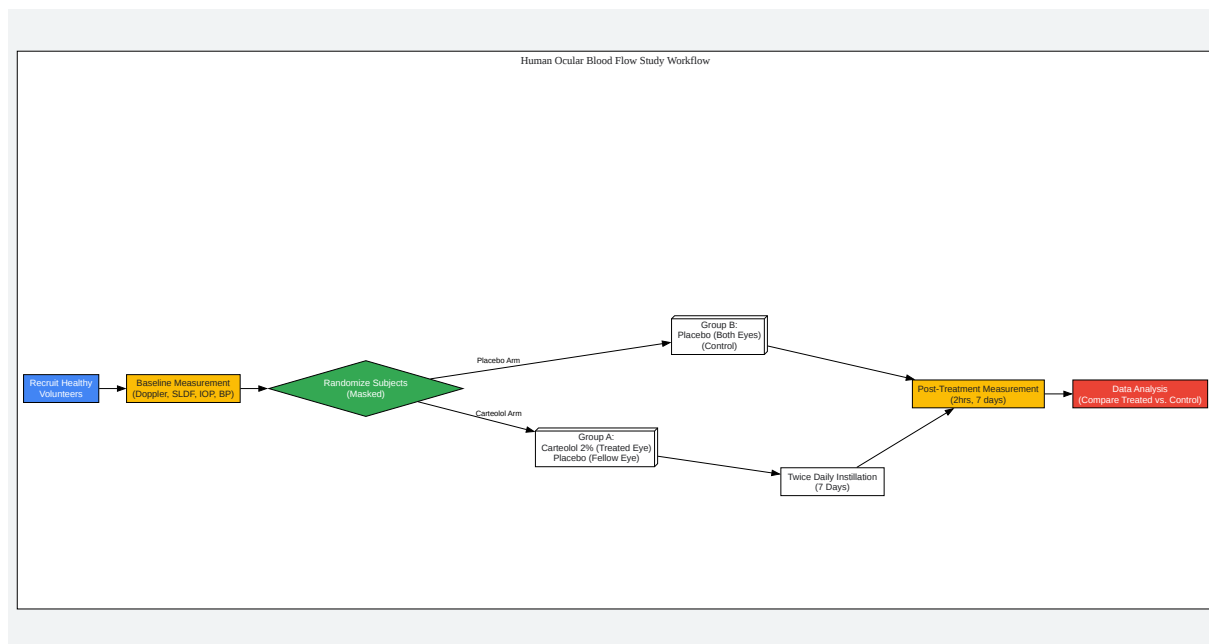 Human Ocular Blood Flow Study Workflow
Recruit Healthy
Volunteers
Baseline Measurement
(Doppler, SLDF, IOP, BP)
Randomize Subjects
(Masked)
Placebo Arm
Carteolol Arm
Group B:
Placebo (Both Eyes)
(Control)
Group A:
Carteolol 2% (Treated Eye)
Placebo (Fellow Eye)
Twice Daily Instillation
(7 Days)
Post-Treatment Measurement
(2hrs, 7 days)
Data Analysis
(Compare Treated vs. Control)